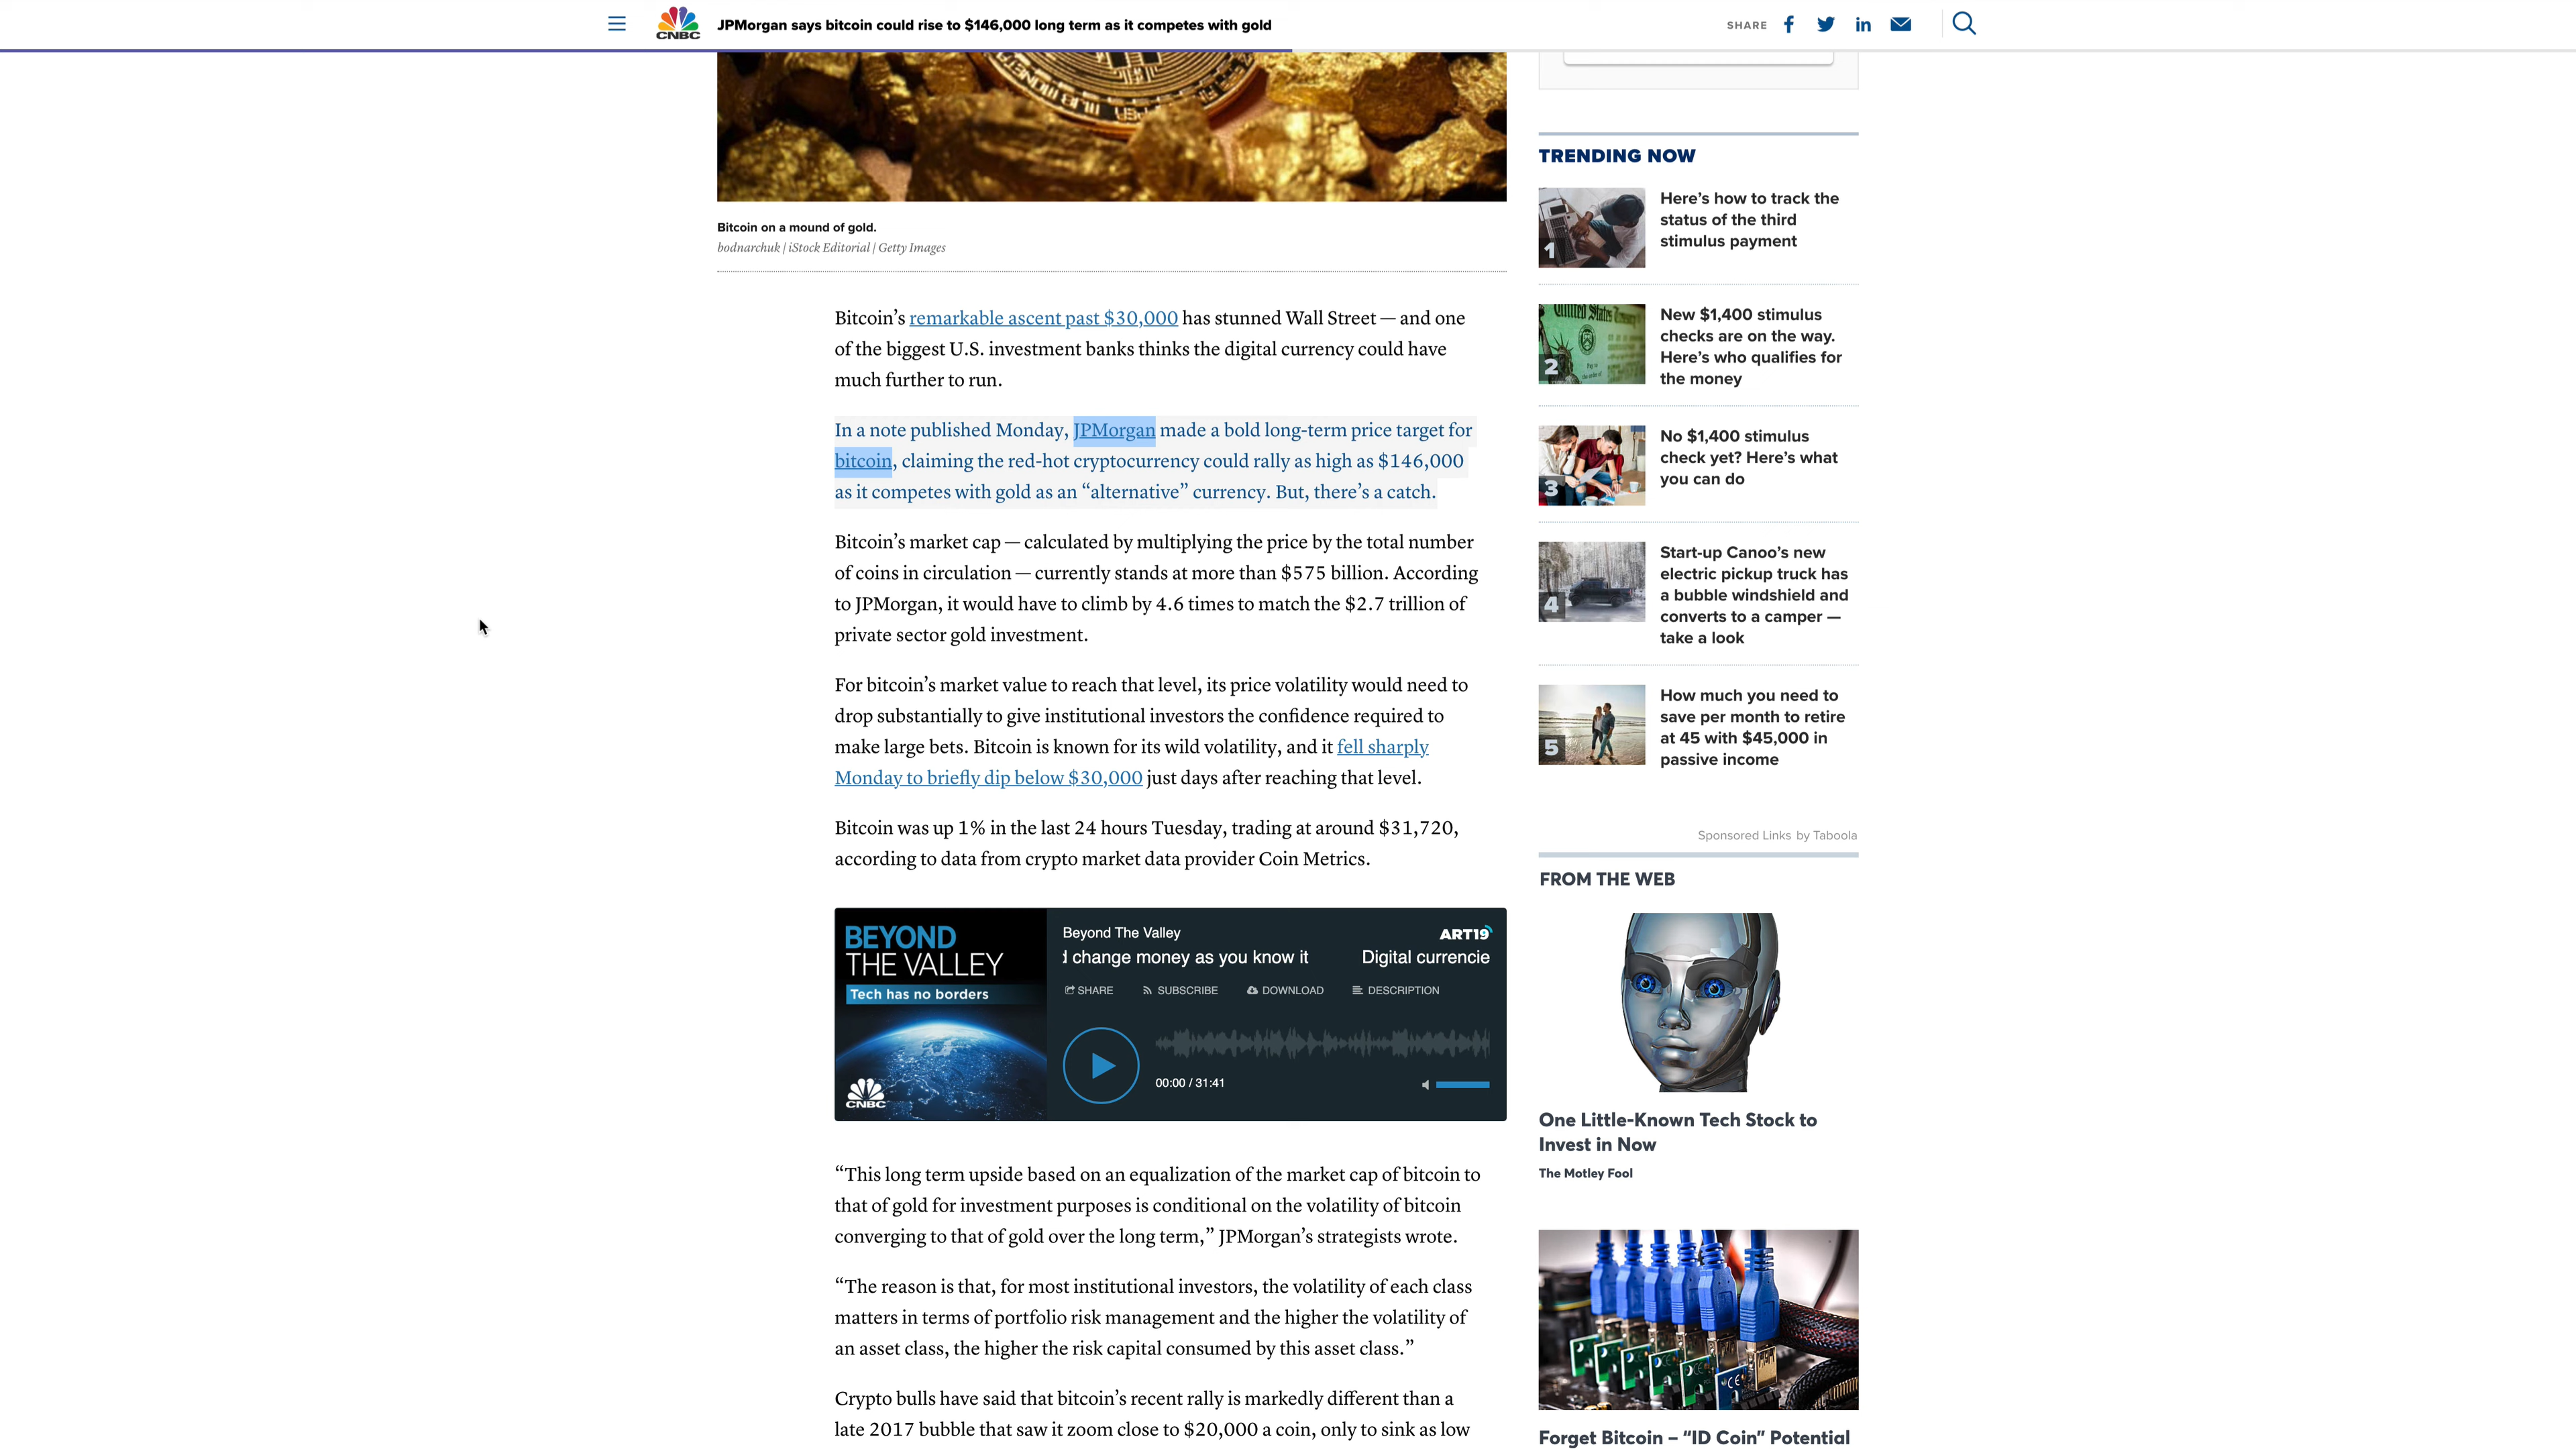 JPMorgan says bitcoin could rise to $146,000 long term as it competes with gold
SHARE
CNBC
Bitcoin on a mound of gold.
bodnarchuk | iStock Editorial | Getty Images
Bitcoin’s remarkable ascent past $30,000 has stunned Wall Street — and one
of the biggest U.S. investment banks thinks the digital currency could have
much further to run.
In a note published Monday, JPMorgan made a bold long-term price target for
bitcoin, claiming the red-hot cryptocurrency could rally as high as $146,000
as it competes with gold as an “alternative” currency. But, there’s a catch.
Bitcoin’s market cap — calculated by multiplying the price by the total number
of coins in circulation — currently stands at more than $575 billion. According
to JPMorgan, it would have to climb by 4.6 times to match the $2.7 trillion of
private sector gold investment.
For bitcoin’s market value to reach that level, its price volatility would need to
drop substantially to give institutional investors the confidence required to
make large bets. Bitcoin is known for its wild volatility, and it fell sharply
Monday to briefly dip below $30,000 just days after reaching that level.
Bitcoin was up 1% in the last 24 hours Tuesday, trading at around $31,720,
according to data from crypto market data provider Coin Metrics.
BEYOND
THE VALLEY
Tech has no borders
CNBC
Beyond The Valley
ART19
d change money as you know it Digital currencie
SHARE SUBSCRIBE DOWNLOAD DESCRIPTION
00:00 / 31:41
“This long term upside based on an equalization of the market cap of bitcoin to
that of gold for investment purposes is conditional on the volatility of bitcoin
converging to that of gold over the long term,” JPMorgan’s strategists wrote.
“The reason is that, for most institutional investors, the volatility of each class
matters in terms of portfolio risk management and the higher the volatility of
an asset class, the higher the risk capital consumed by this asset class.”
Crypto bulls have said that bitcoin’s recent rally is markedly different than a
late 2017 bubble that saw it zoom close to $20,000 a coin, only to sink as low
TRENDING NOW
1
Here’s how to track the
status of the third
stimulus payment
United States
2
New $1,400 stimulus
checks are on the way.
Here’s who qualifies for
the money
3
No $1,400 stimulus
check yet? Here’s what
you can do
4
Start-up Canoo’s new
electric pickup truck has
a bubble windshield and
converts to a camper —
take a look
5
How much you need to
save per month to retire
at 45 with $45,000 in
passive income
Sponsored Links by Taboola
FROM THE WEB
One Little-Known Tech Stock to
Invest in Now
The Motley Fool
Forget Bitcoin – “ID Coin” Potential